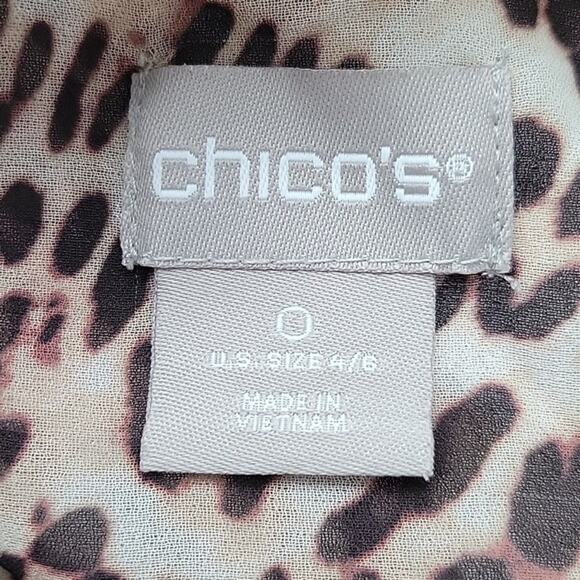 chico's®
0
U.S. SIZE 4/6
MADE IN
VIETNAM